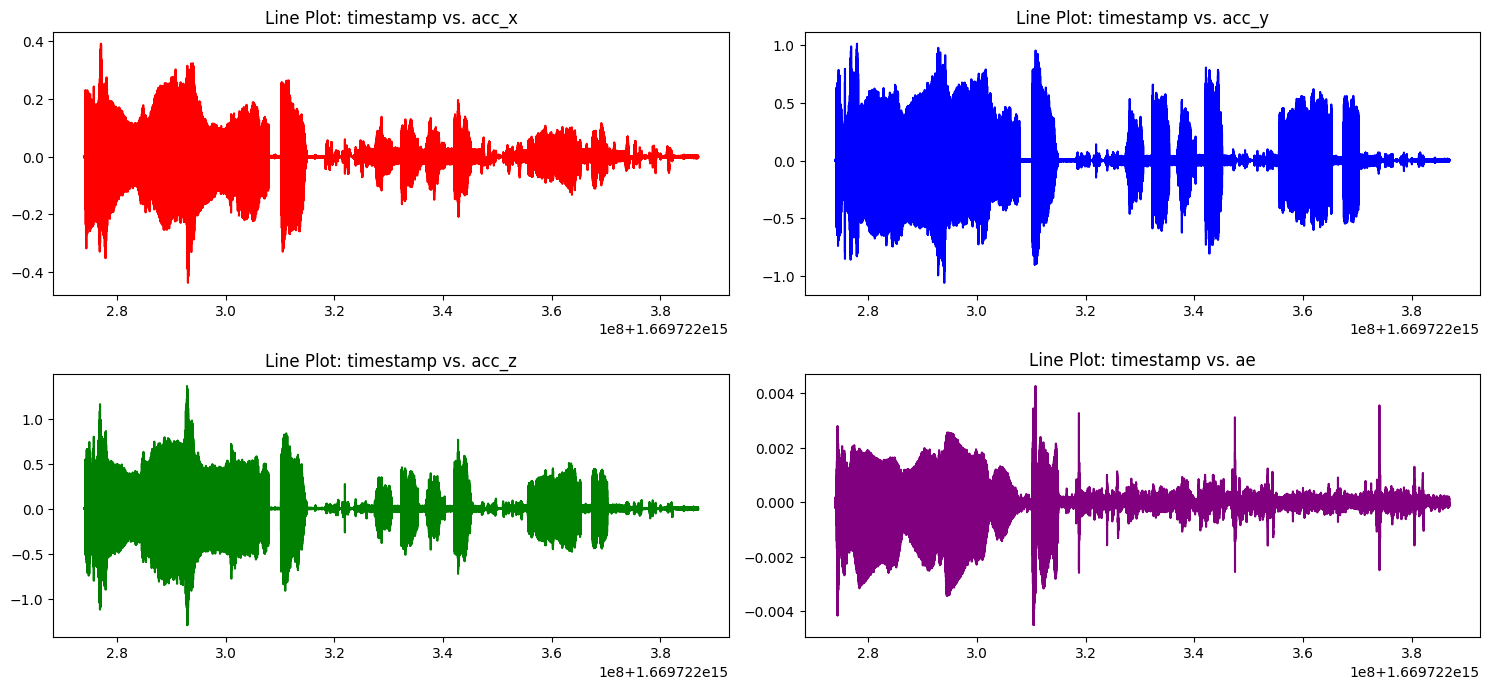 Line Plot: timestamp vs. acc_x
0.4
0.2
0.0
−0.2
−0.4
2.8 3.0 3.2 3.4 3.6 3.8
1e8+1.669722e15
Line Plot: timestamp vs. acc_y
1.0
0.5
0.0
−0.5
−1.0
2.8 3.0 3.2 3.4 3.6 3.8
1e8+1.669722e15
Line Plot: timestamp vs. acc_z
1.0
0.5
0.0
−0.5
−1.0
2.8 3.0 3.2 3.4 3.6 3.8
1e8+1.669722e15
Line Plot: timestamp vs. ae
0.004
0.002
0.000
−0.002
−0.004
2.8 3.0 3.2 3.4 3.6 3.8
1e8+1.669722e15